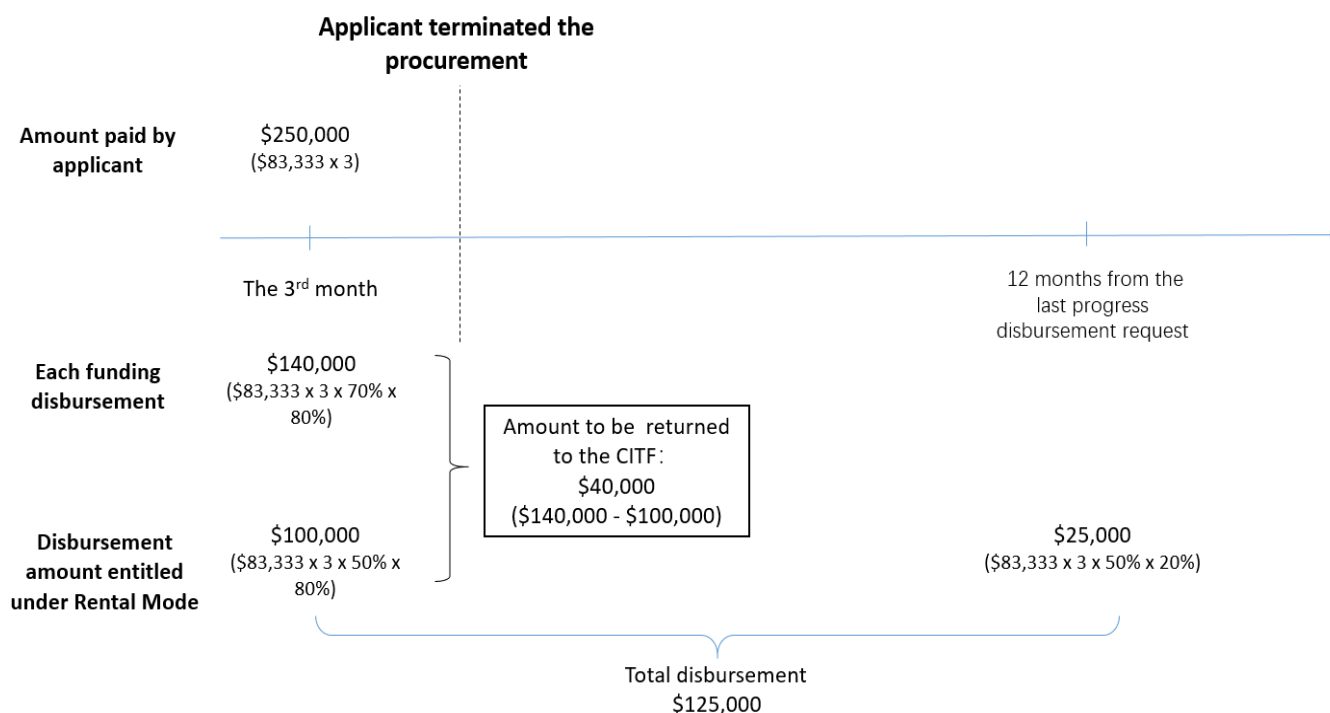 Applicant terminated the
procurement
Amount paid by
applicant
$250,000
($83,333 x 3)
The 3rd month
12 months from the
last progress
disbursement request
Each funding
disbursement
$140,000
($83,333 x 3 x 70% x
80%)
Amount to be  returned
to the CITF：
$40,000
($140,000 - $100,000)
Disbursement
amount entitled
under Rental Mode
$100,000
($83,333 x 3 x 50% x
80%)
$25,000
($83,333 x 3 x 50% x 20%)
Total disbursement
$125,000